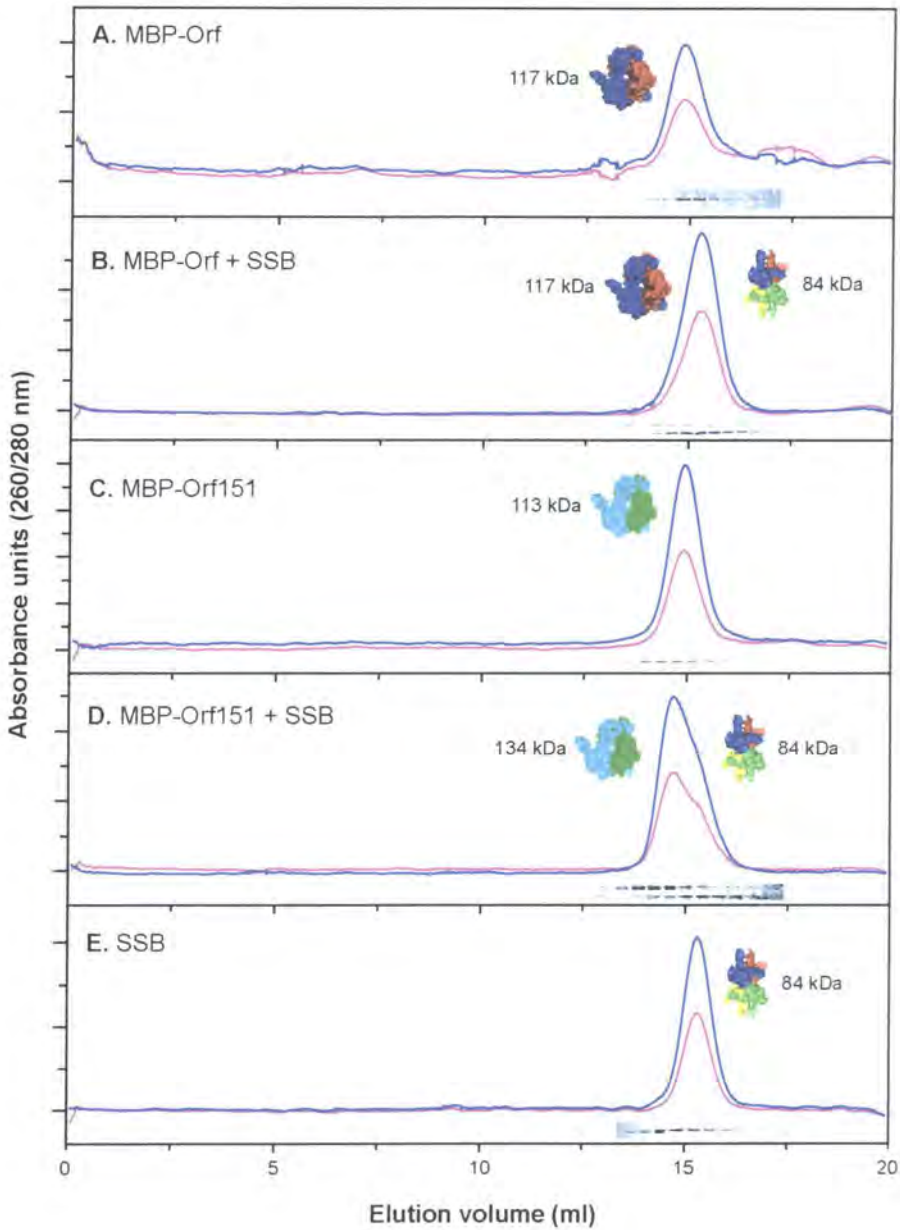 A. MBP-Orf
117 kDa
B. MBP-Orf + SSB
117 kDa
84 kDa
C. MBP-Orf151
113 kDa
D. MBP-Orf151 + SSB
134 kDa
84 kDa
E. SSB
84 kDa
Absorbance units (260/280 nm)
0
5
10
15
20
Elution volume (ml)